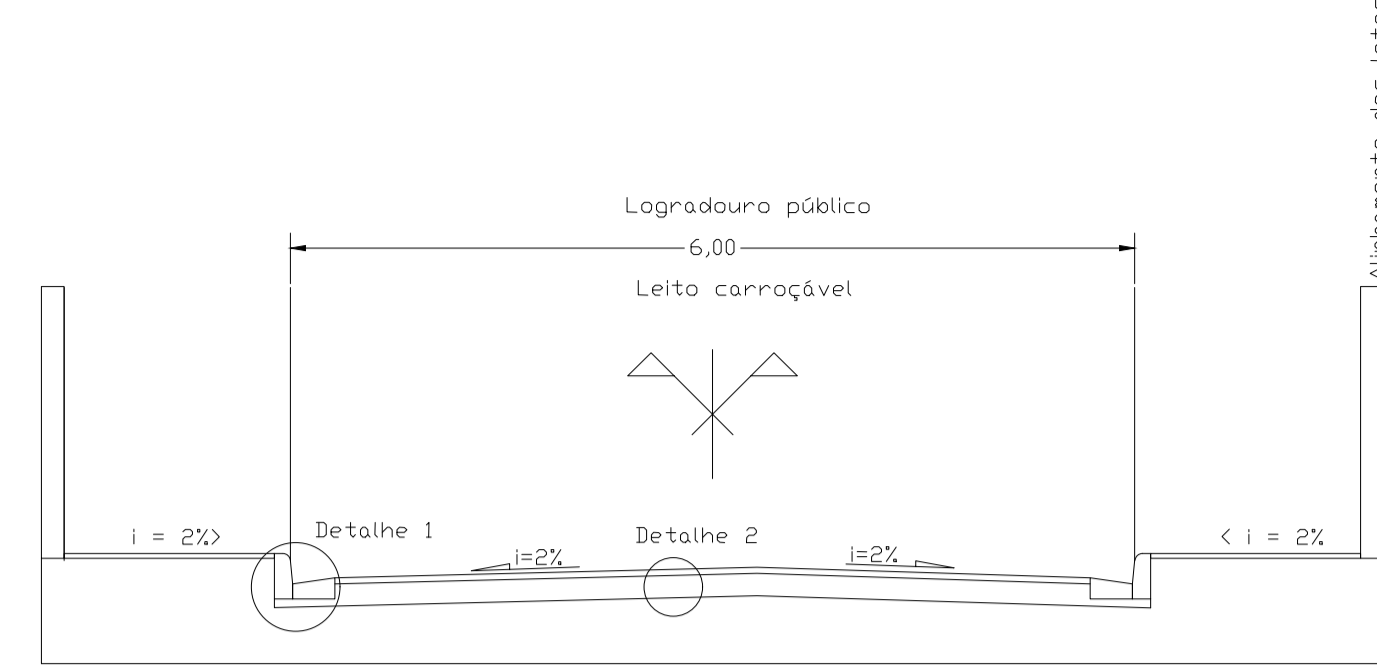 Logradouro público
6,00
Leito carroçável
i = 2%>
Detalhe 1
i=2%
Detalhe 2
i=2%
< i = 2%